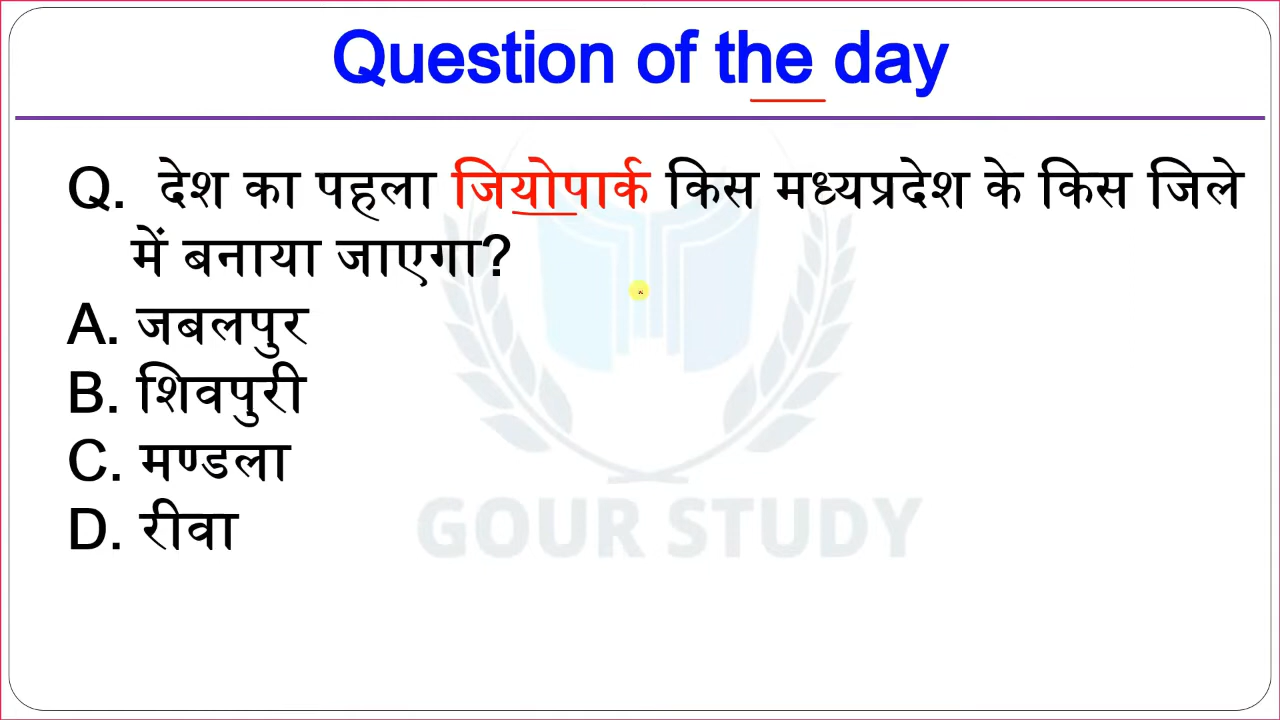 Question of the day
Q. देश का पहला जियोपार्क किस मध्यप्रदेश के किस जिले
में बनाया जाएगा?
A. जबलपुर
B. शिवपुरी
C. मण्डला
D. रीवा
GOUR STUDY